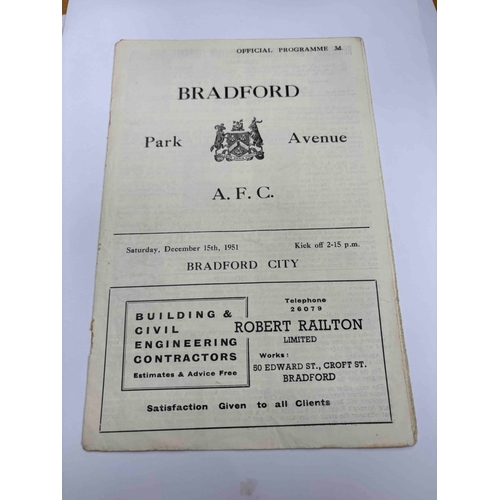 OFFICIAL PROGRAMME 3d.
BRADFORD
Park Avenue
A. F. C.
Saturday, December 15th, 1951 Kick off 2-15 p.m.
BRADFORD CITY
BUILDING &
CIVIL
ENGINEERING
CONTRACTORS
Estimates & Advice Free
Telephone
26079
ROBERT RAILTON
LIMITED
Works:
50 EDWARD ST., CROFT ST.
BRADFORD
Satisfaction Given to all Clients